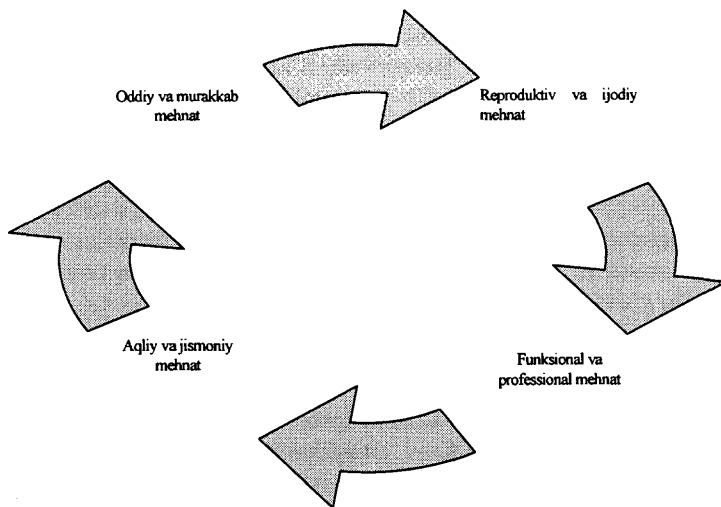 Oddiy va murakkab
mehnat
Reproduktiv va ijodiy
mehnat
Funksional va
professional mehnat
Aqliy va jismoniy
mehnat